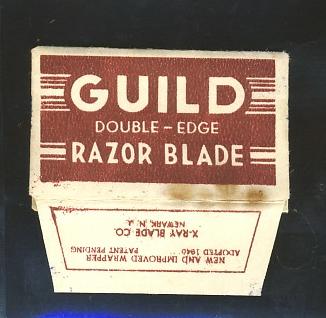 GUILD
DOUBLE-EDGE
RAZOR BLADE
NEW AND IMPROVED WRAPPER
ADOPTED 1940 PATENT PENDING
X-RAY BLADE CO.
NEWARK, N. J.